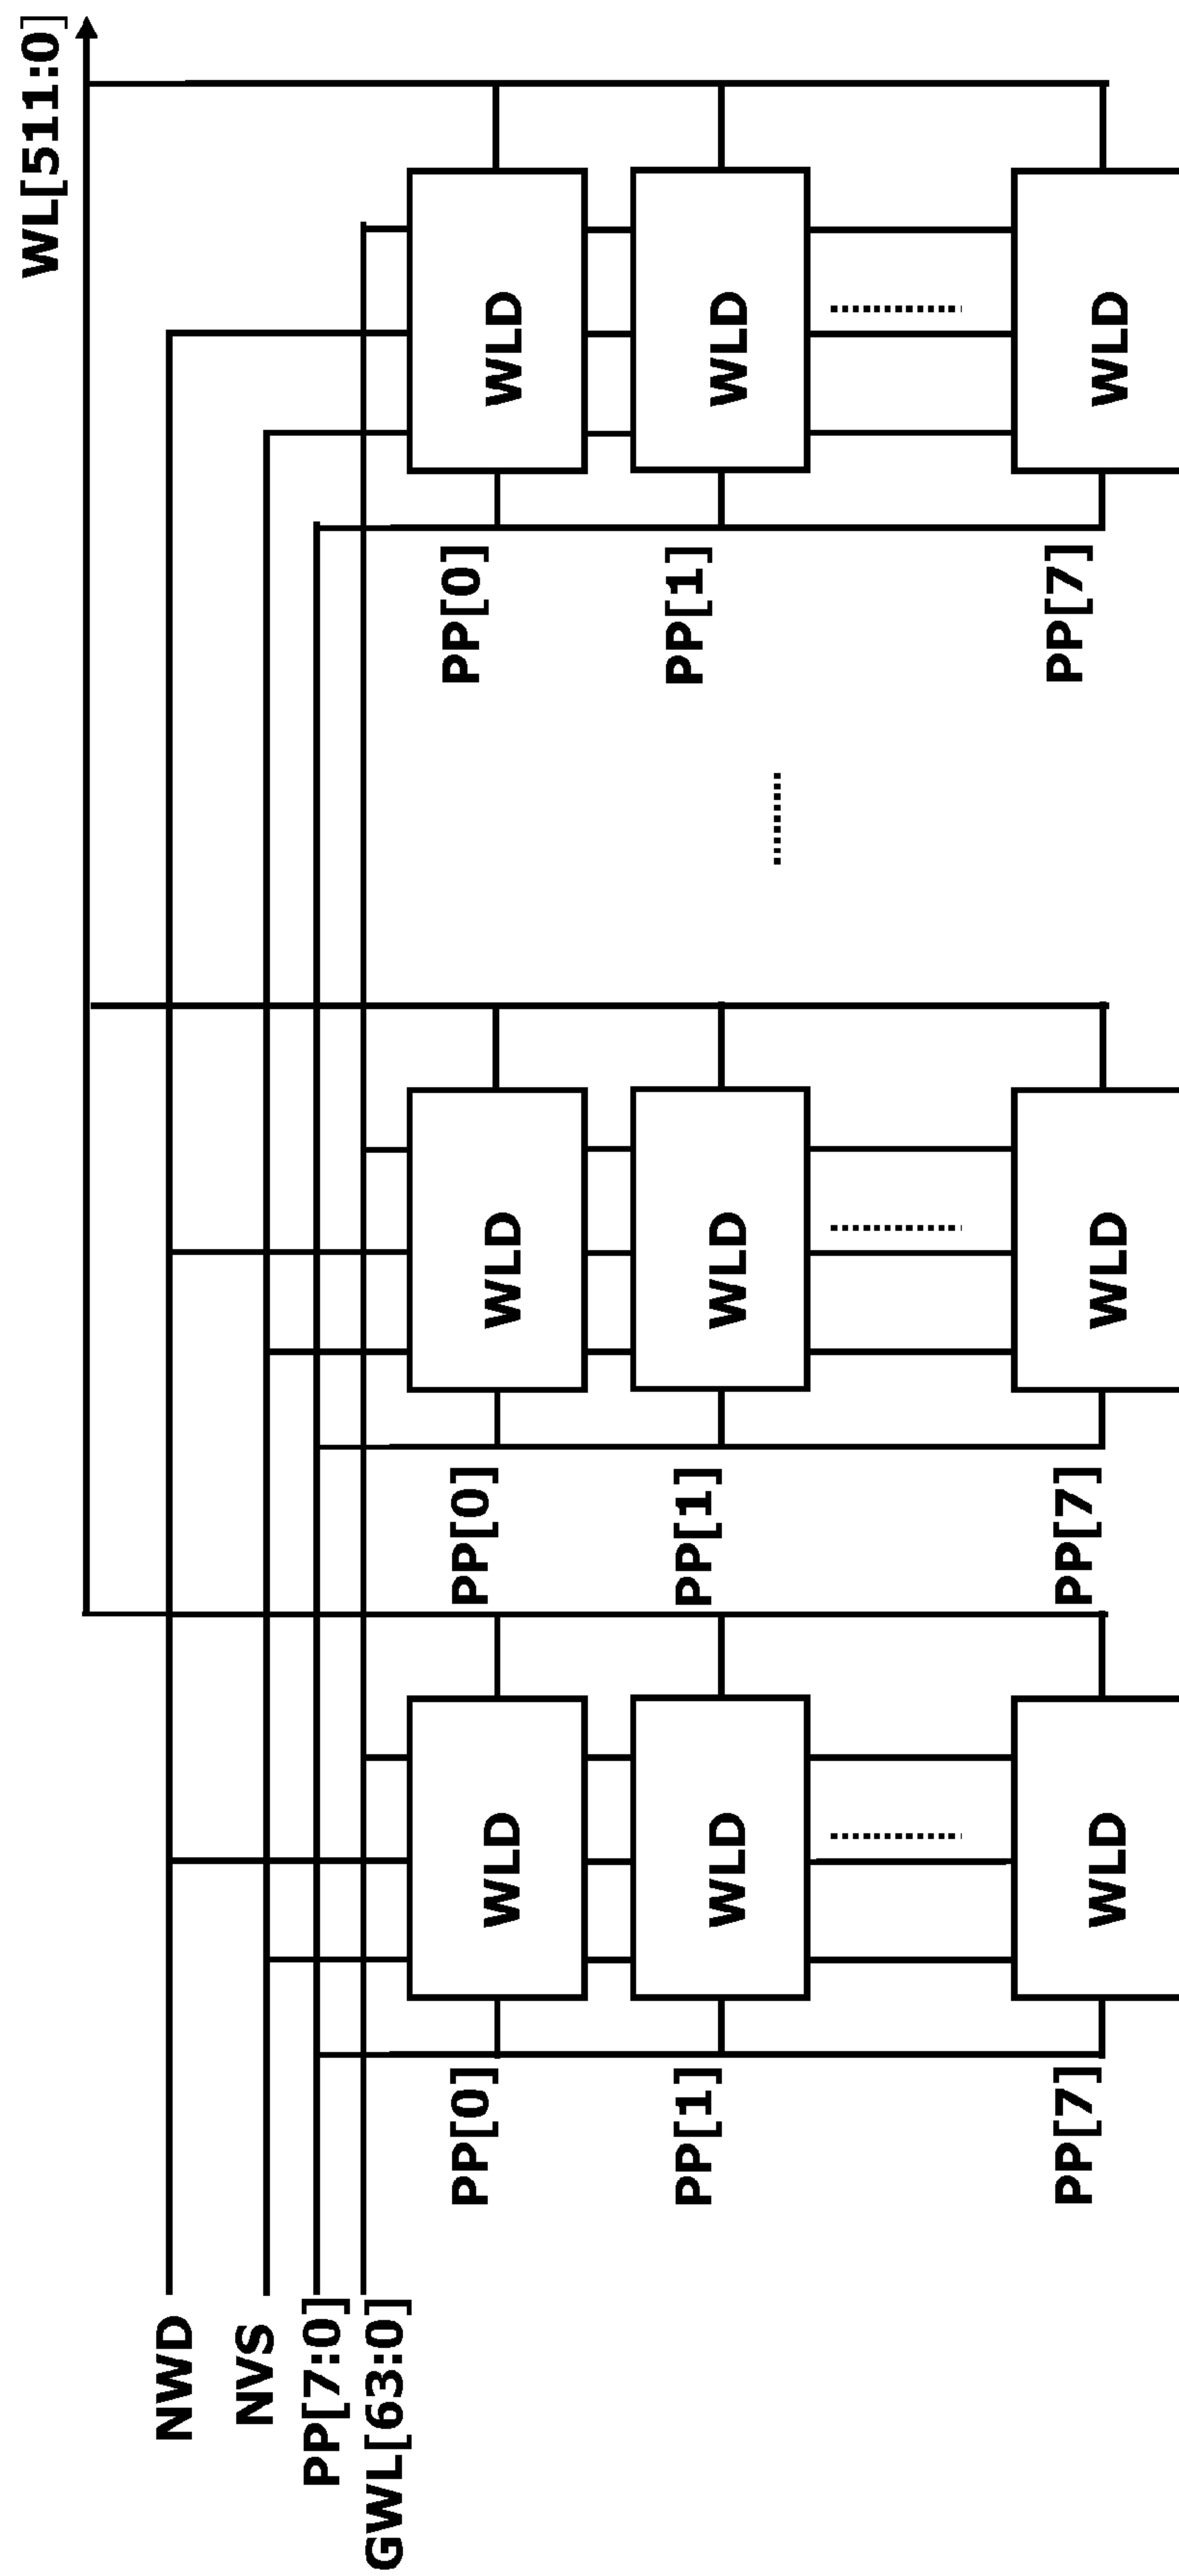 WL[511:0]
WLD
WLD
WLD
PP[0]
PP[1]
PP[7]
WLD
WLD
WLD
PP[0]
PP[1]
PP[7]
WLD
WLD
WLD
PP[0]
PP[1]
PP[7]
NWD
NVS
PP[7:0]
GWL[63:0]